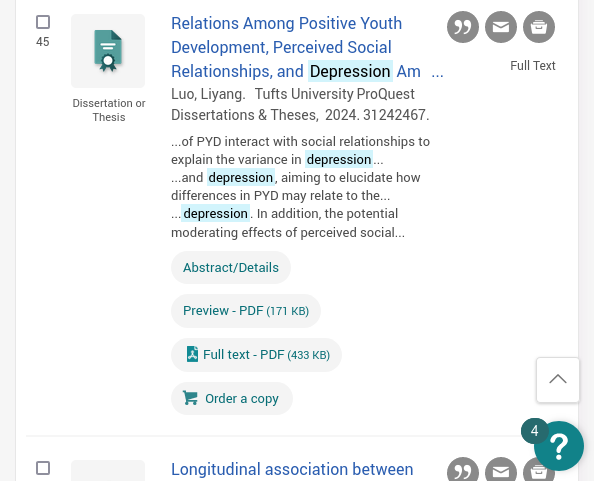 45
Dissertation or
Thesis
Relations Among Positive Youth
Development, Perceived Social
Relationships, and Depression Am ...
Luo, Liyang. Tufts University ProQuest
Dissertations & Theses, 2024. 31242467.
...of PYD interact with social relationships to
explain the variance in depression...
...and depression, aiming to elucidate how
differences in PYD may relate to the...
...depression. In addition, the potential
moderating effects of perceived social...
Full Text
Abstract/Details
Preview - PDF (171 KB)
Full text - PDF (433 KB)
Order a copy
4
?
Longitudinal association between